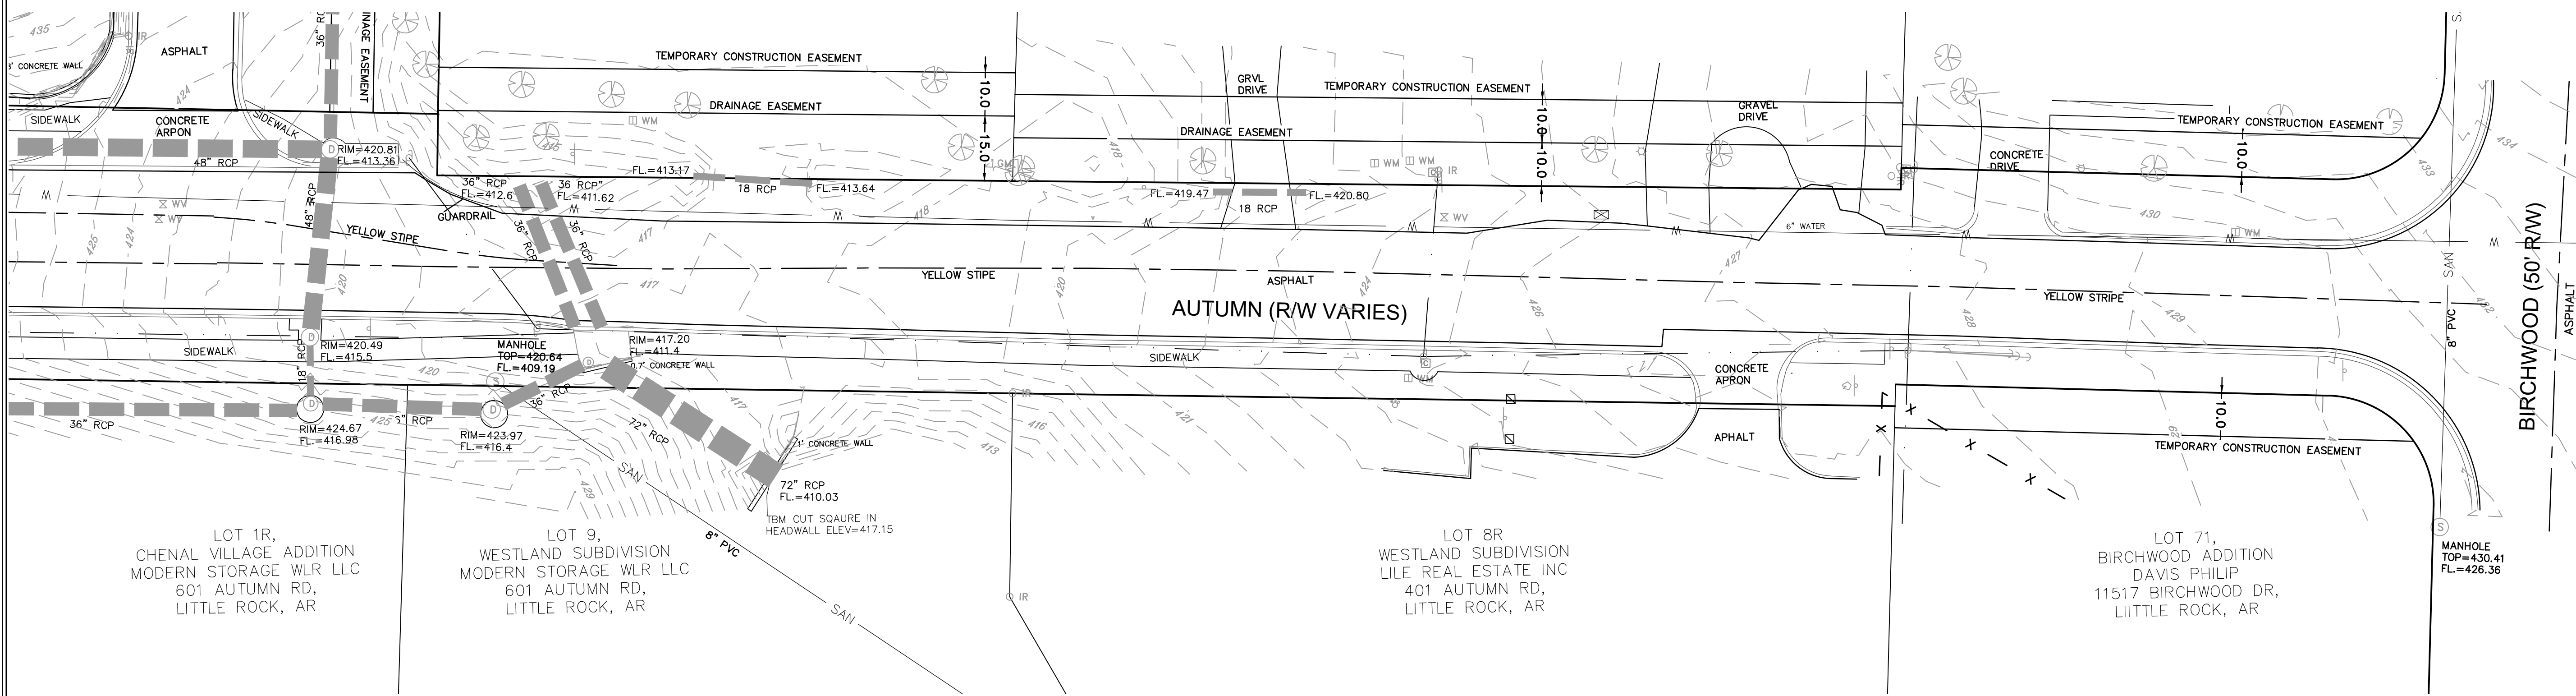 435
IR
IR
ASPHALT
3' CONCRETE WALL
424
36" RC
INAGE EASEMENT
SIDEWALK
CONCRETE
ARPON
SIDEWALK
48" RCP
RIM=420.81
FL.=413.36
48" RCP
TEMPORARY CONSTRUCTION EASEMENT
DRAINAGE EASEMENT
10.0
15.0
WM
415
FL.=413.17
18 RCP
FL.=413.64
36" RCP
FL.=412.6
36 RCP"
FL.=411.62
GUARDRAIL
36" RCP
36" RCP
GM
GRVL
DRIVE
TEMPORARY CONSTRUCTION EASEMENT
DRAINAGE EASEMENT
418
10.0
10.0
WM
WM
IR
FL.=419.47
18 RCP
FL.=420.80
GRAVEL
DRIVE
CONCRETE
DRIVE
TEMPORARY CONSTRUCTION EASEMENT
10.0
433
434
S.
W
WV
WV
W
W
W
418
417
W
W
WV
W
6" WATER
W
430
WM
W
W
425
424
YELLOW STIPE
420
417
YELLOW STIPE
420
ASPHALT
424
427
426
YELLOW STRIPE
428
429
432
SAN
8" PVC
BIRCHWOOD (50' R/W)
ASPHALT
AUTUMN (R/W VARIES)
SIDEWALK
RIM=420.49
FL.=415.5
18" RCP
MANHOLE
TOP=420.64
FL.=409.19
RIM=417.20
FL.=411.4
0.7' CONCRETE WALL
SIDEWALK
WM
CONCRETE
APRON
420
36" RCP
417
IR
421
416
413
APHALT
X
X
X
X
X
10.0
TEMPORARY CONSTRUCTION EASEMENT
429
36" RCP
RIM=424.67
FL.=416.98
425
" RCP
RIM=423.97
FL.=416.4
72" RCP
1' CONCRETE WALL
SAN
429
72" RCP
FL.=410.03
TBM CUT SQAURE IN
HEADWALL ELEV=417.15
8" PVC
SAN
IR
D
D
D
D
D
S
S
MANHOLE
TOP=430.41
FL.=426.36
LOT 1R,
CHENAL VILLAGE ADDITION
MODERN STORAGE WLR LLC
601 AUTUMN RD,
LITTLE ROCK, AR
LOT 9,
WESTLAND SUBDIVISION
MODERN STORAGE WLR LLC
601 AUTUMN RD,
LITTLE ROCK, AR
LOT 8R
WESTLAND SUBDIVISION
LILE REAL ESTATE INC
401 AUTUMN RD,
LITTLE ROCK, AR
LOT 71,
BIRCHWOOD ADDITION
DAVIS PHILIP
11517 BIRCHWOOD DR,
LIITTLE ROCK, AR